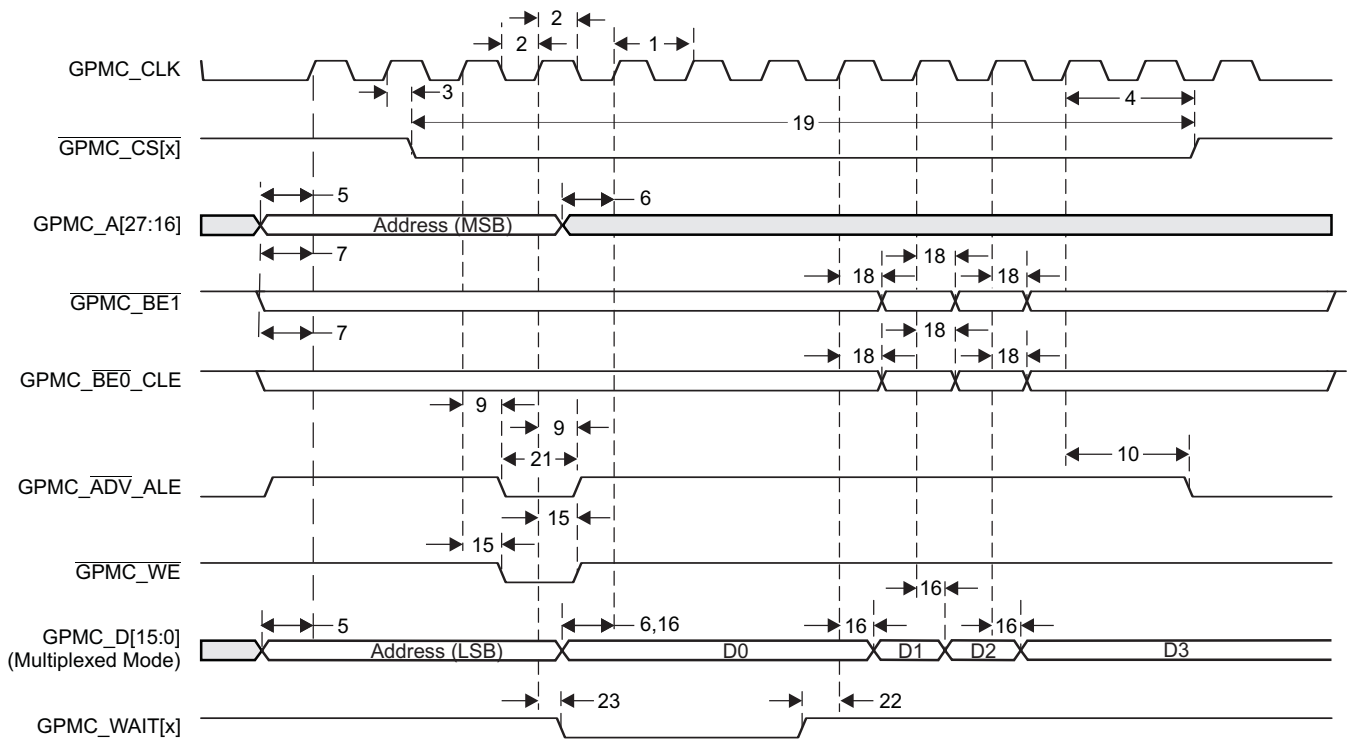 2
2
1
GPMC_CLK
3
4
19
GPMC_CS[x]
5
6
GPMC_A[27:16]
Address (MSB)
7
18
18
18
GPMC_BE1
7
18
18
18
GPMC_BE0_CLE
9
9
21
10
GPMC_ADV_ALE
15
15
GPMC_WE
16
5
6,16
16
16
GPMC_D[15:0]
(Multiplexed Mode)
Address (LSB)
D0
D1
D2
D3
23
22
GPMC_WAIT[x]